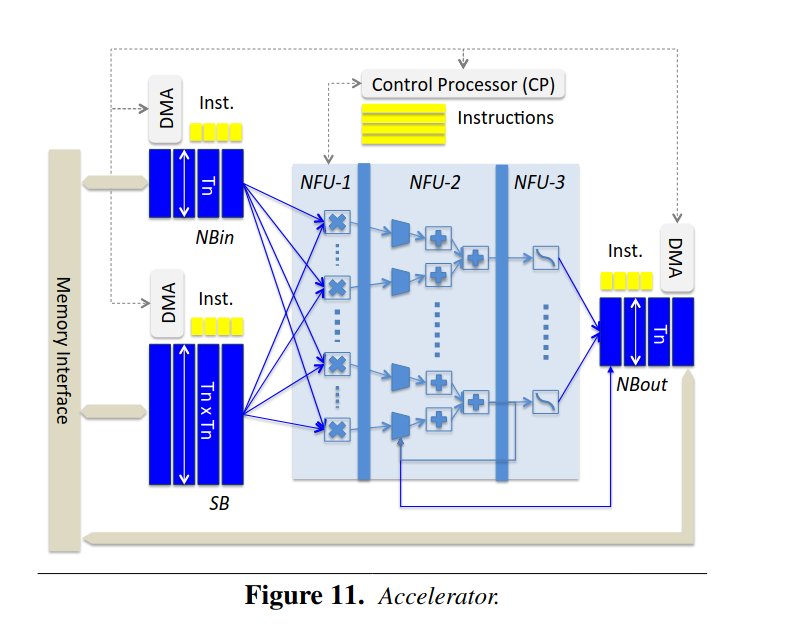 Control Processor (CP)
DMA
Inst.
Instructions
NFU-1
NFU-2
NFU-3
Tn
NBin
Inst.
DMA
DMA
Inst.
Memory Interface
Tn
Tn x Tn
NBout
SB
Figure 11. Accelerator.